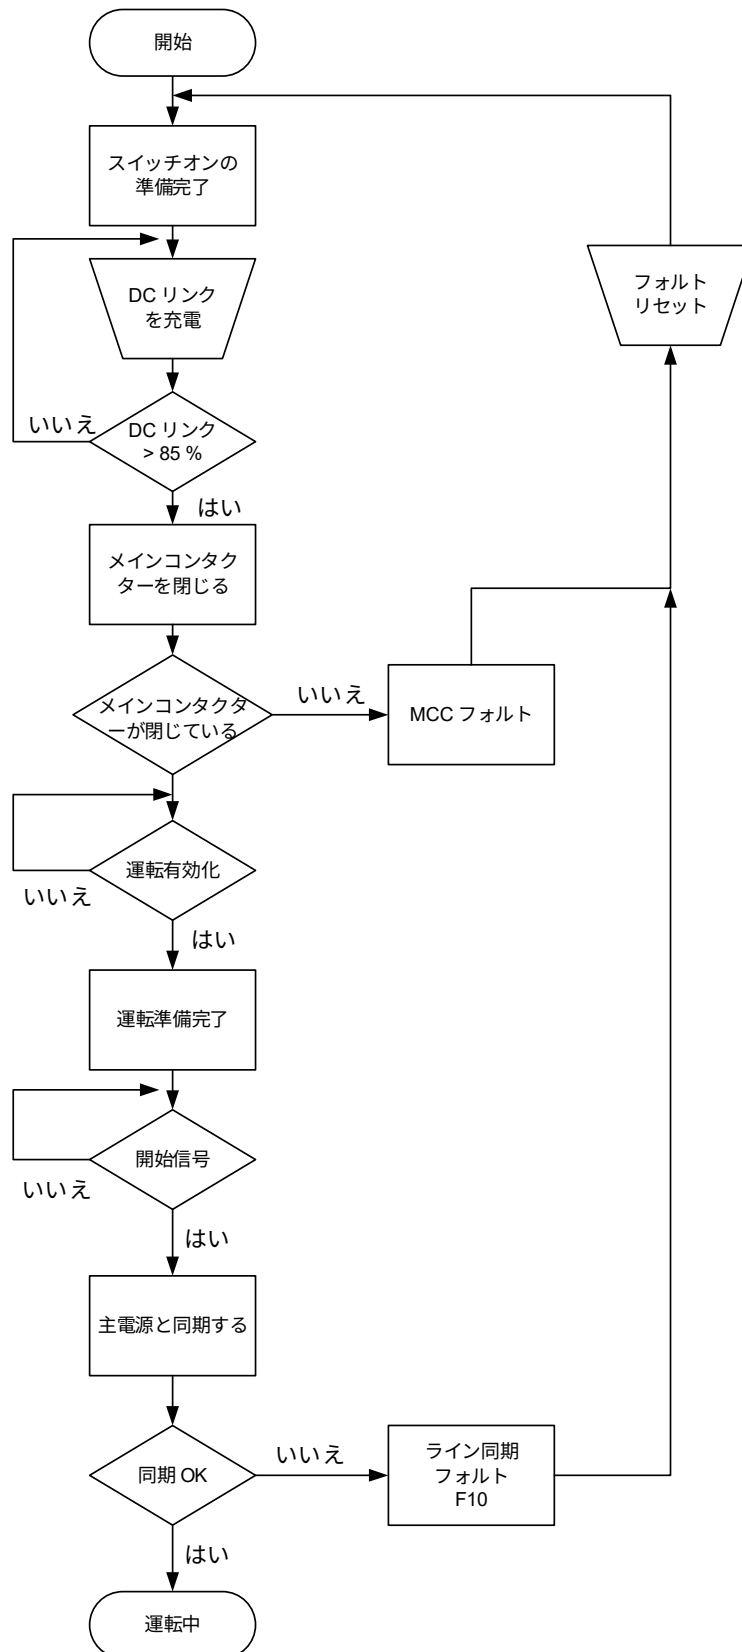 開始
スイッチオンの
準備完了
DC リンク
を充電
フォルト
リセット
いいえ
DC リンク
> 85 %
はい
メインコンタク
ターを閉じる
メインコンタクタ
ーが閉じている
いいえ
MCC フォルト
運転有効化
いいえ
はい
運転準備完了
開始信号
いいえ
はい
主電源と同期する
同期 OK
いいえ
ライン同期
フォルト
F10
はい
運転中